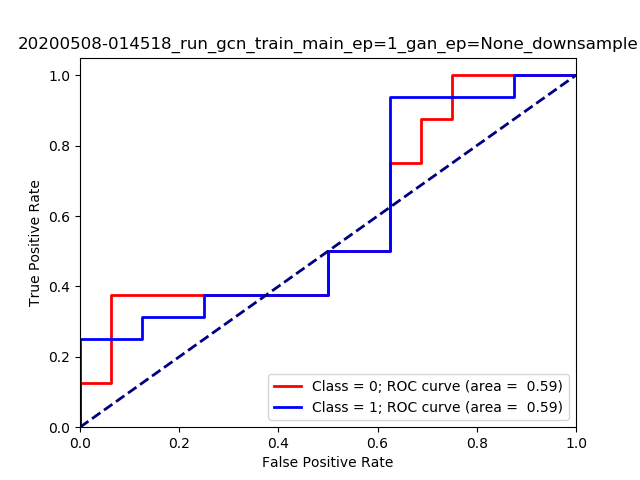 20200508-014518_run_gcn_train_main_ep=1_gan_ep=None_downsample
1.0
0.8
0.6
0.4
0.2
0.0
True Positive Rate
Class = 0; ROC curve (area =  0.59)
Class = 1; ROC curve (area =  0.59)
0.0 0.2 0.4 0.6 0.8 1.0
False Positive Rate